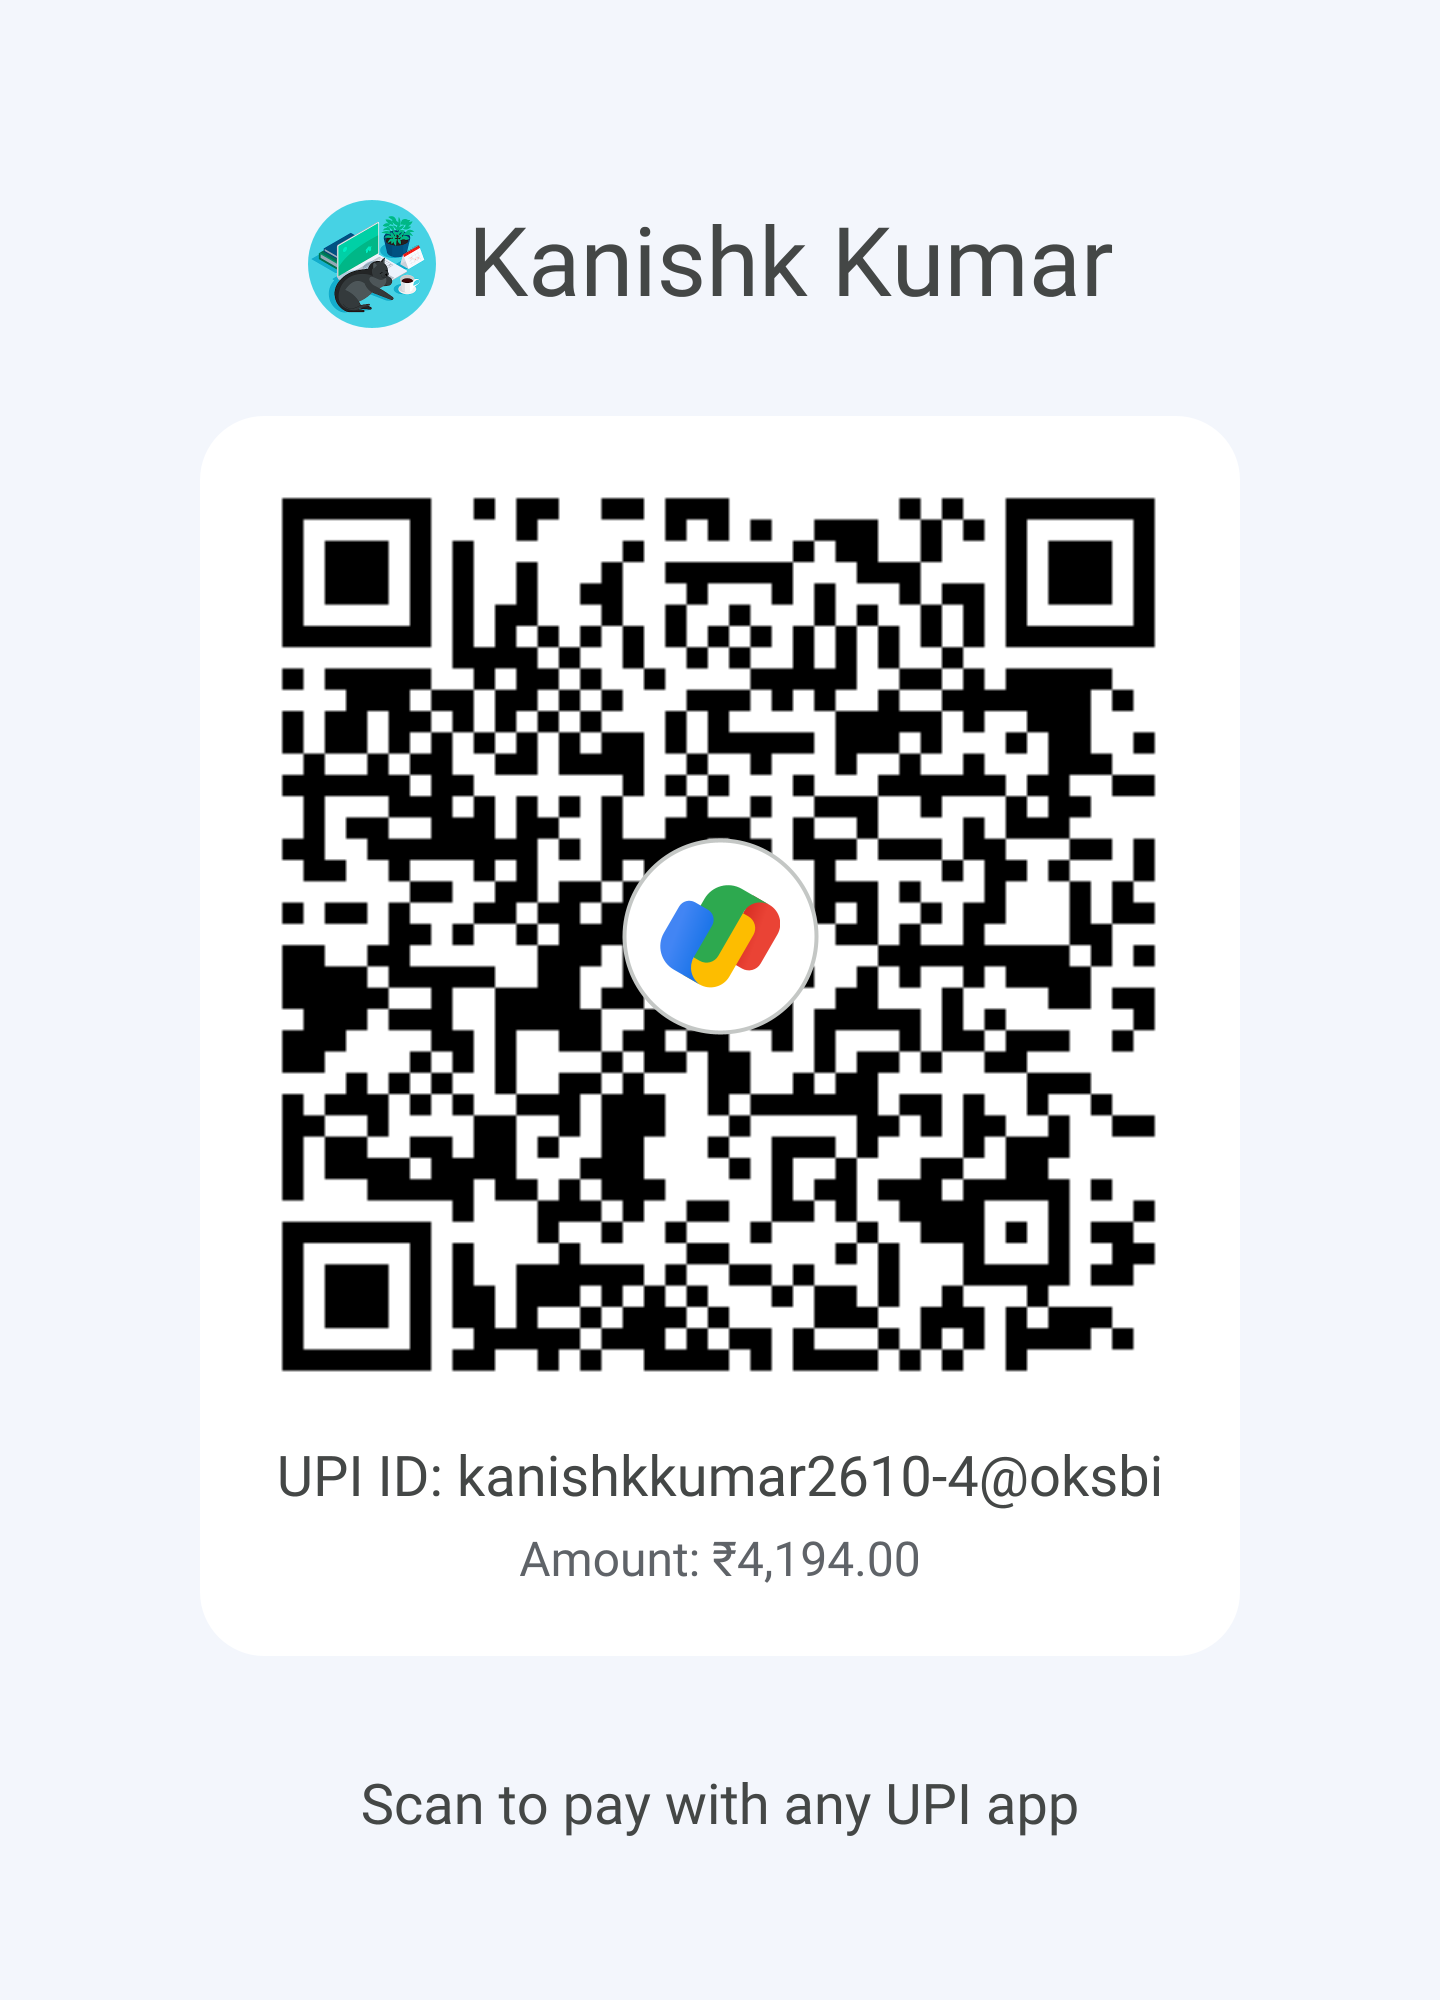 Kanishk Kumar
UPI ID: kanishkkumar2610-4@oksbi
Amount: ₹4,194.00
Scan to pay with any UPI app